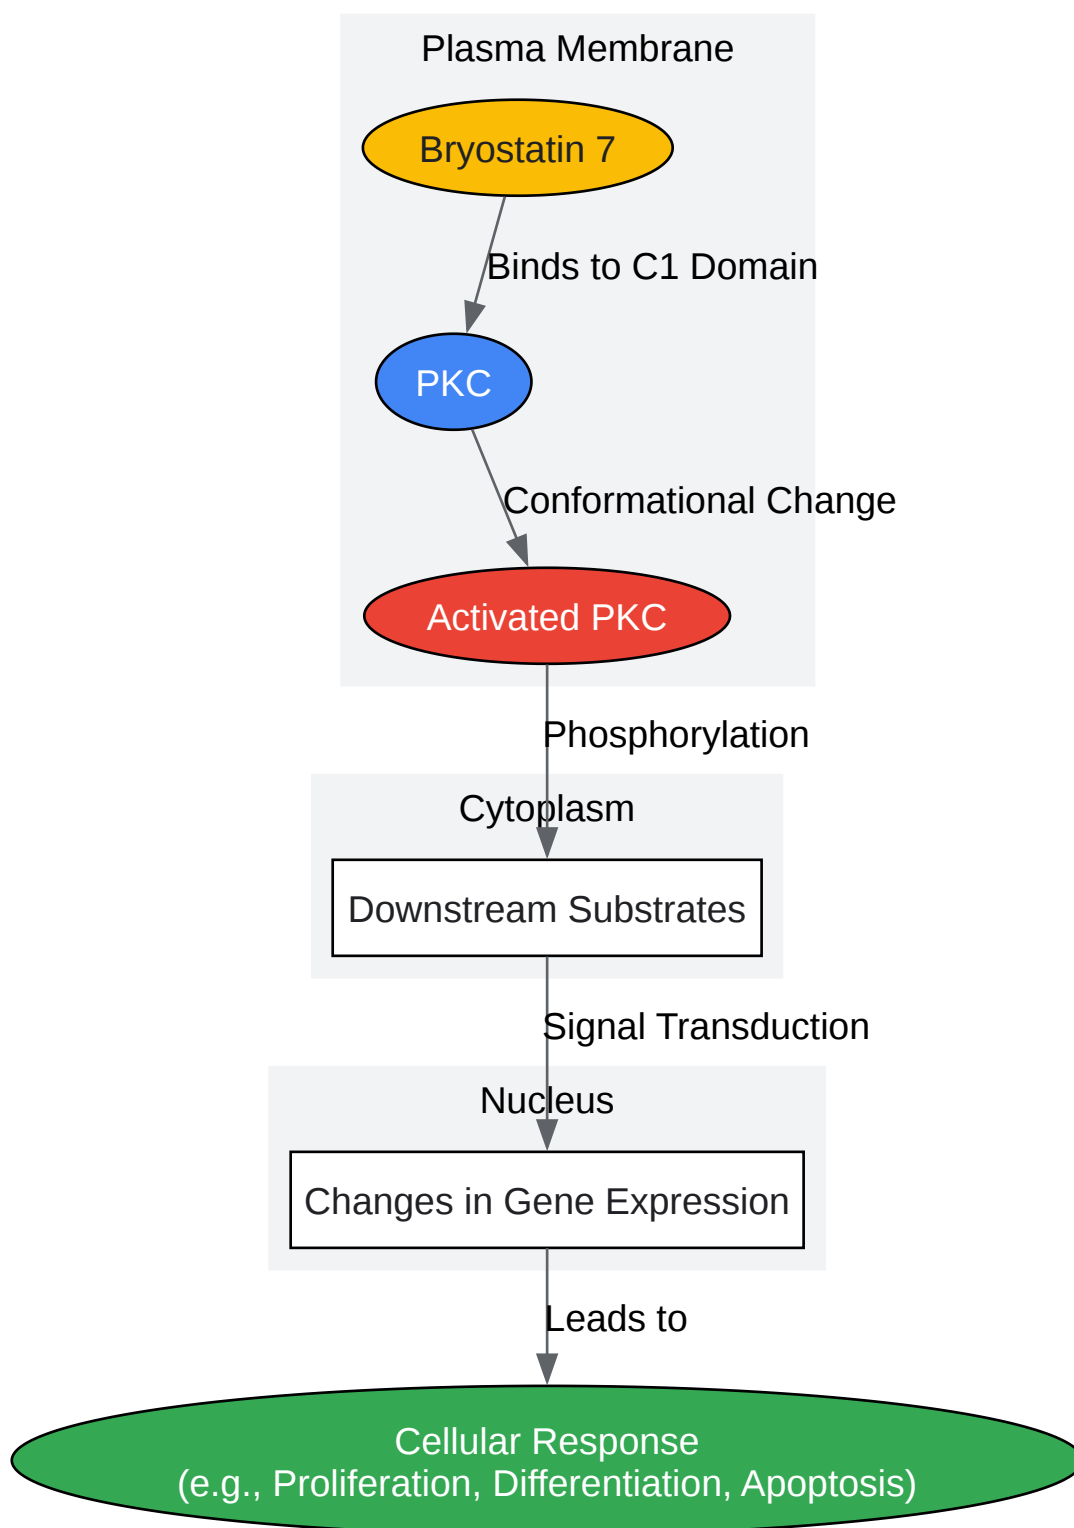 Plasma Membrane
Bryostatin 7
Binds to C1 Domain
PKC
Conformational Change
Activated PKC
Phosphorylation
Cytoplasm
Downstream Substrates
Signal Transduction
Nucleus
Changes in Gene Expression
Leads to
Cellular Response
(e.g., Proliferation, Differentiation, Apoptosis)